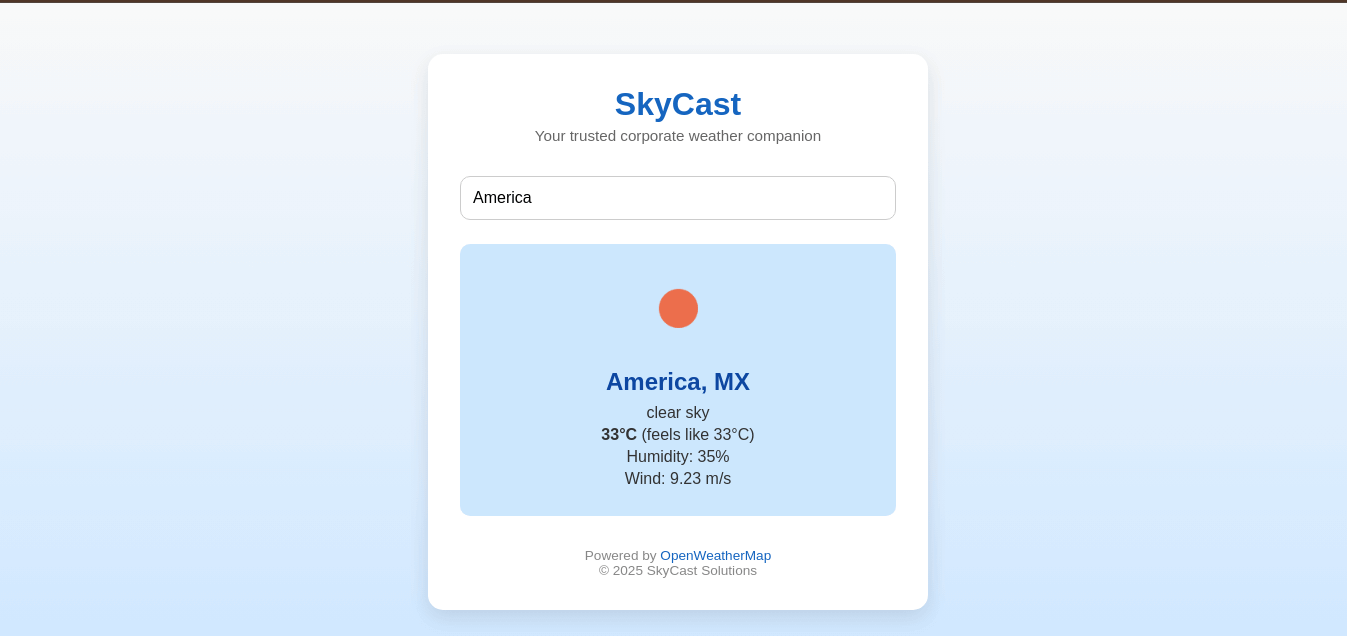 SkyCast
Your trusted corporate weather companion
America
America, MX
clear sky
33°C (feels like 33°C)
Humidity: 35%
Wind: 9.23 m/s
Powered by OpenWeatherMap
© 2025 SkyCast Solutions